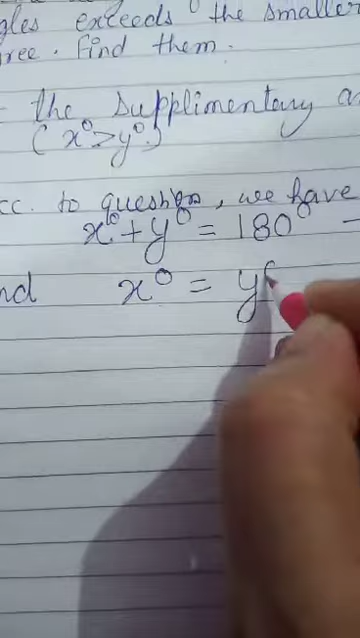 gles exceeds the smaller
ree. Find them.
the Supplimentary a
(x°>y°.)
cc. to question, we have
x°+y° = 180° -
nd x° = y°